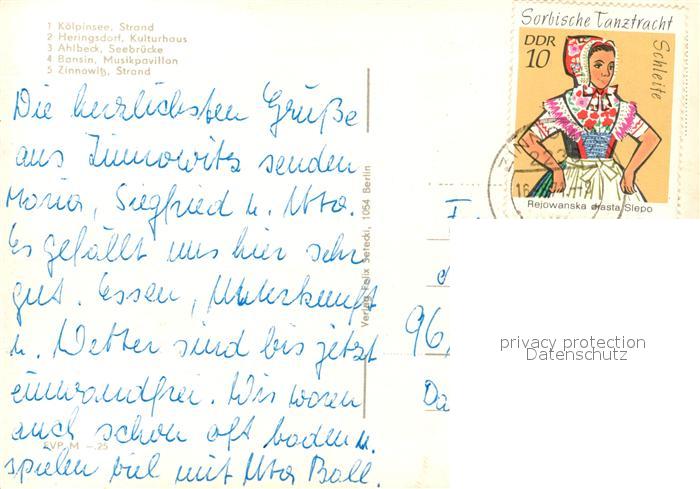 1 Kölpinsee, Strand
2 Heringsdorf, Kulturhaus
3 Ahlbeck, Seebrücke
4 Bansin, Musikpavillon
5 Zinnowitz, Strand
Die herzlichsten Grüße
aus Zinnowitz senden
Maria, Siegfried u. Uta.
Es gefällt uns hier sehr
gut. Essen, Unterkunft
u. Wetter sind bis jetzt
einwandfrei. Wir waren
auch schon oft baden u.
spielen viel mit Uta Ball.
EVP M –.25
Verlag Felix Setecki, 1054 Berlin
Sorbische Tanztracht
Schleife
DDR
10
Rejowanska drasta Slepo
96
Da
privacy protection
Datenschutz